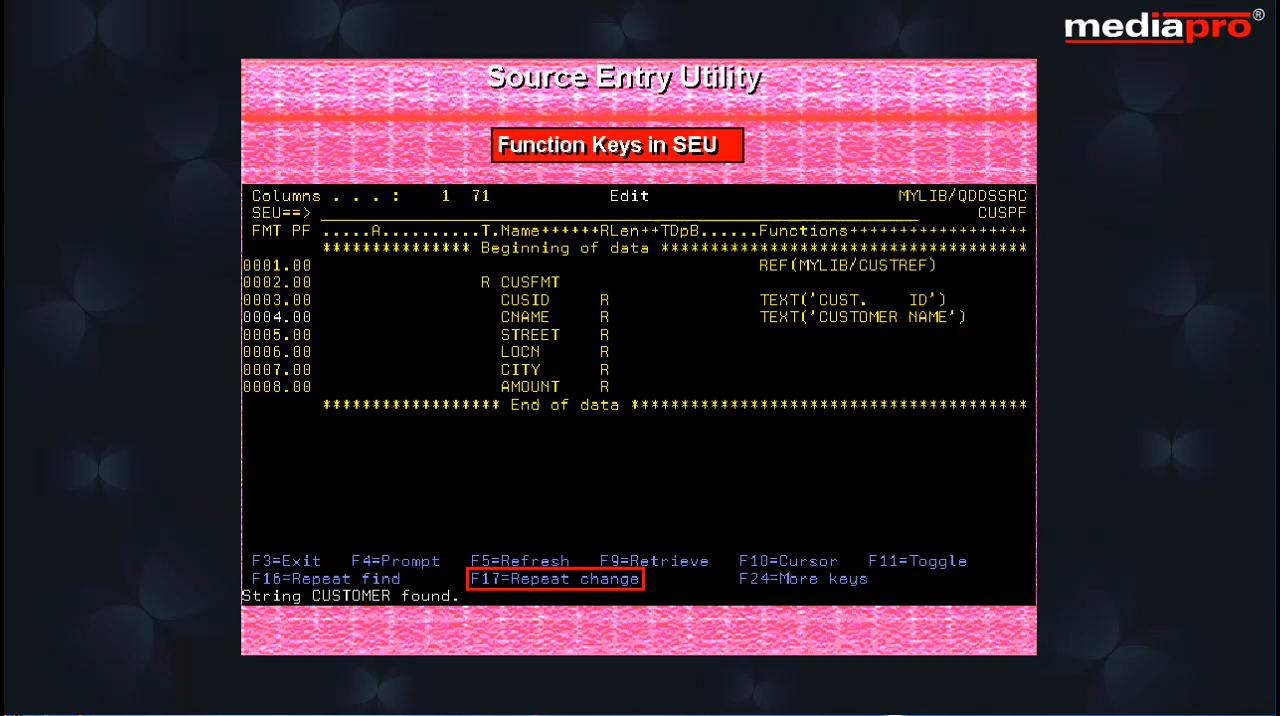 mediapro®
Source Entry Utility
Function Keys in SEU
Columns . . . : 1 71 Edit MYLIB/QDDSSRC
SEU==> CUSPF
FMT PF .....A..........T.Name++++++RLen++TDpB......Functions++++++++++++++++++
*************** Beginning of data *************************************
0001.00 REF(MYLIB/CUSTREF)
0002.00 R CUSFMT
0003.00 CUSID R TEXT('CUST. ID')
0004.00 CNAME R TEXT('CUSTOMER NAME')
0005.00 STREET R
0006.00 LOCN R
0007.00 CITY R
0008.00 AMOUNT R
****************** End of data ****************************************
F3=Exit F4=Prompt F5=Refresh F9=Retrieve F10=Cursor F11=Toggle
F16=Repeat find F17=Repeat change F24=More keys
String CUSTOMER found.